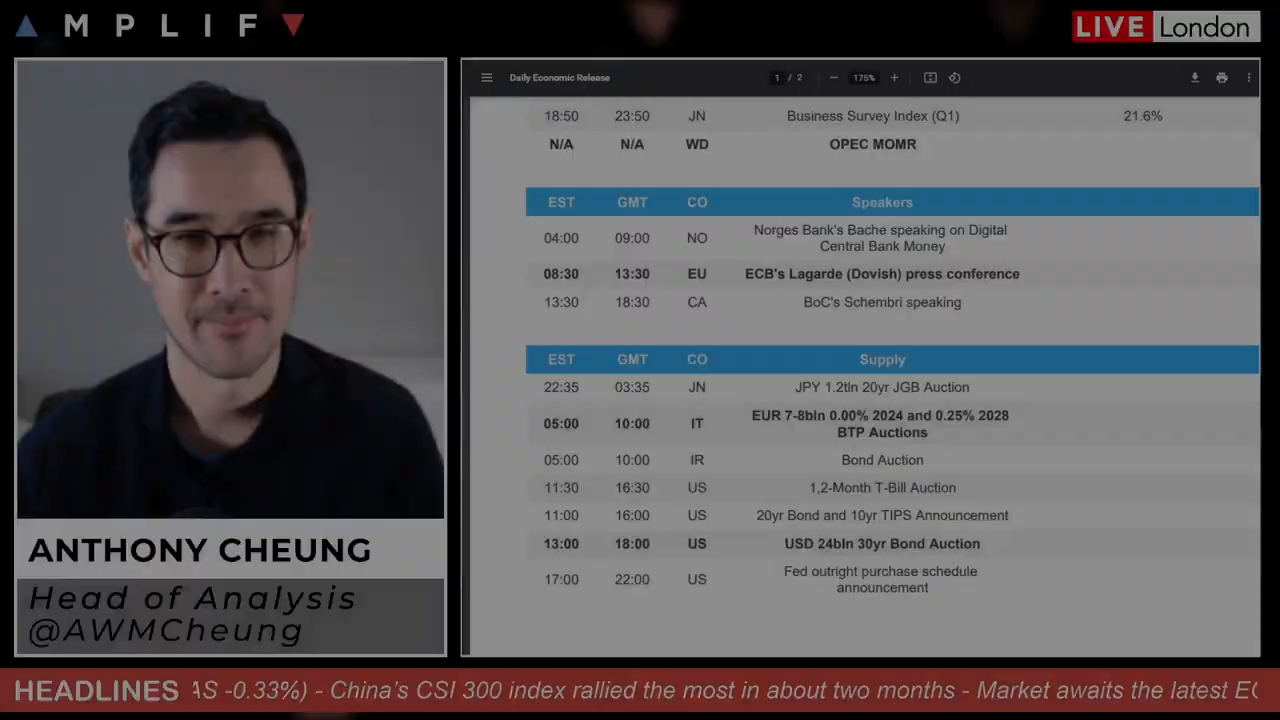 ▲ M P L I F ▼
LIVE London
Daily Economic Release
1 / 2
175%
18:50 23:50 JN Business Survey Index (Q1) 21.6%
N/A N/A WD OPEC MOMR
EST GMT CO Speakers
04:00 09:00 NO Norges Bank's Bache speaking on Digital
Central Bank Money
08:30 13:30 EU ECB's Lagarde (Dovish) press conference
13:30 18:30 CA BoC's Schembri speaking
EST GMT CO Supply
22:35 03:35 JN JPY 1.2tln 20yr JGB Auction
05:00 10:00 IT EUR 7-8bln 0.00% 2024 and 0.25% 2028
BTP Auctions
05:00 10:00 IR Bond Auction
11:30 16:30 US 1,2-Month T-Bill Auction
11:00 16:00 US 20yr Bond and 10yr TIPS Announcement
13:00 18:00 US USD 24bln 30yr Bond Auction
17:00 22:00 US Fed outright purchase schedule
announcement
ANTHONY CHEUNG
Head of Analysis
@AWMCheung
HEADLINES AS -0.33%) - China's CSI 300 index rallied the most in about two months - Market awaits the latest EC